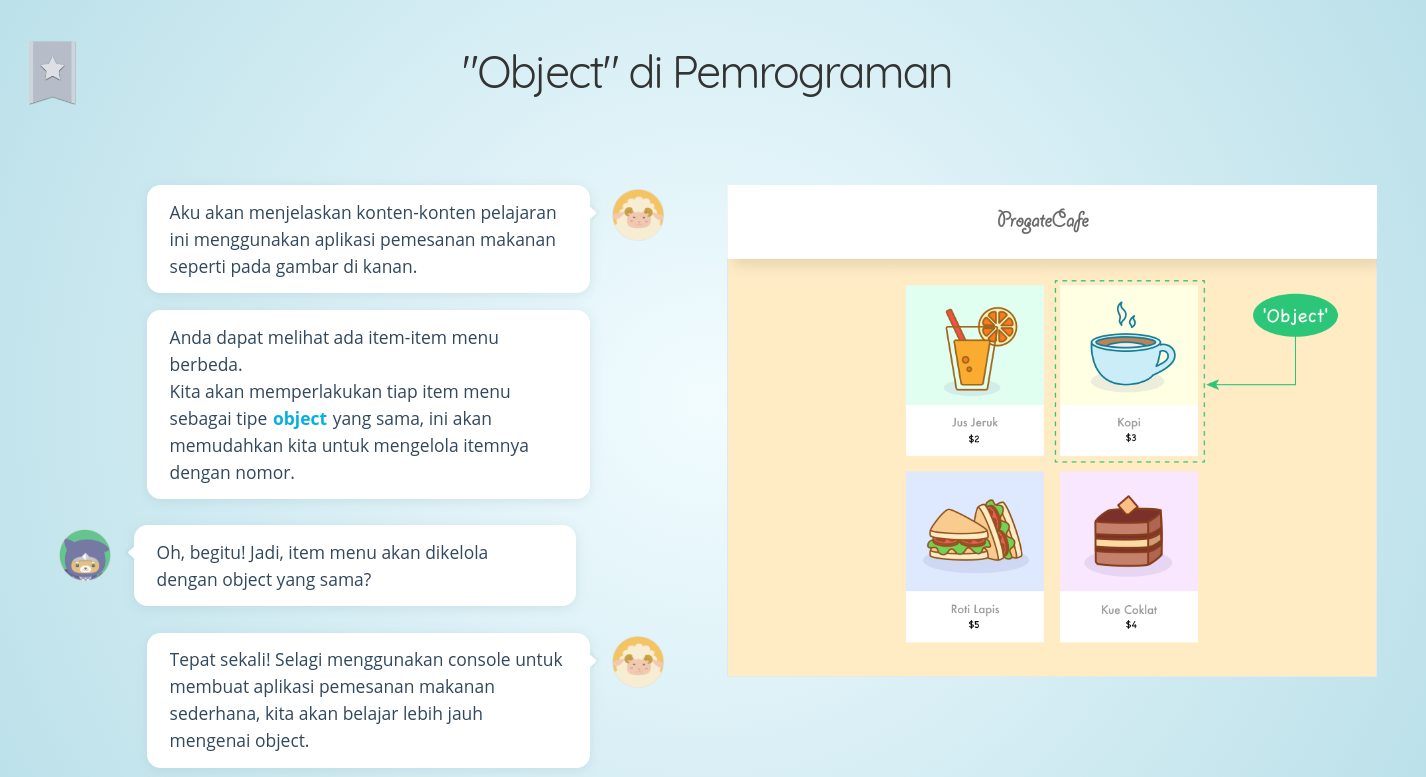 "Object" di Pemrograman
Aku akan menjelaskan konten-konten pelajaran
ini menggunakan aplikasi pemesanan makanan
seperti pada gambar di kanan.
Anda dapat melihat ada item-item menu
berbeda.
Kita akan memperlakukan tiap item menu
sebagai tipe object yang sama, ini akan
memudahkan kita untuk mengelola itemnya
dengan nomor.
Oh, begitu! Jadi, item menu akan dikelola
dengan object yang sama?
Tepat sekali! Selagi menggunakan console untuk
membuat aplikasi pemesanan makanan
sederhana, kita akan belajar lebih jauh
mengenai object.
ProgateCafe
'Object'
Jus Jeruk
$2
Kopi
$3
Roti Lapis
$5
Kue Coklat
$4